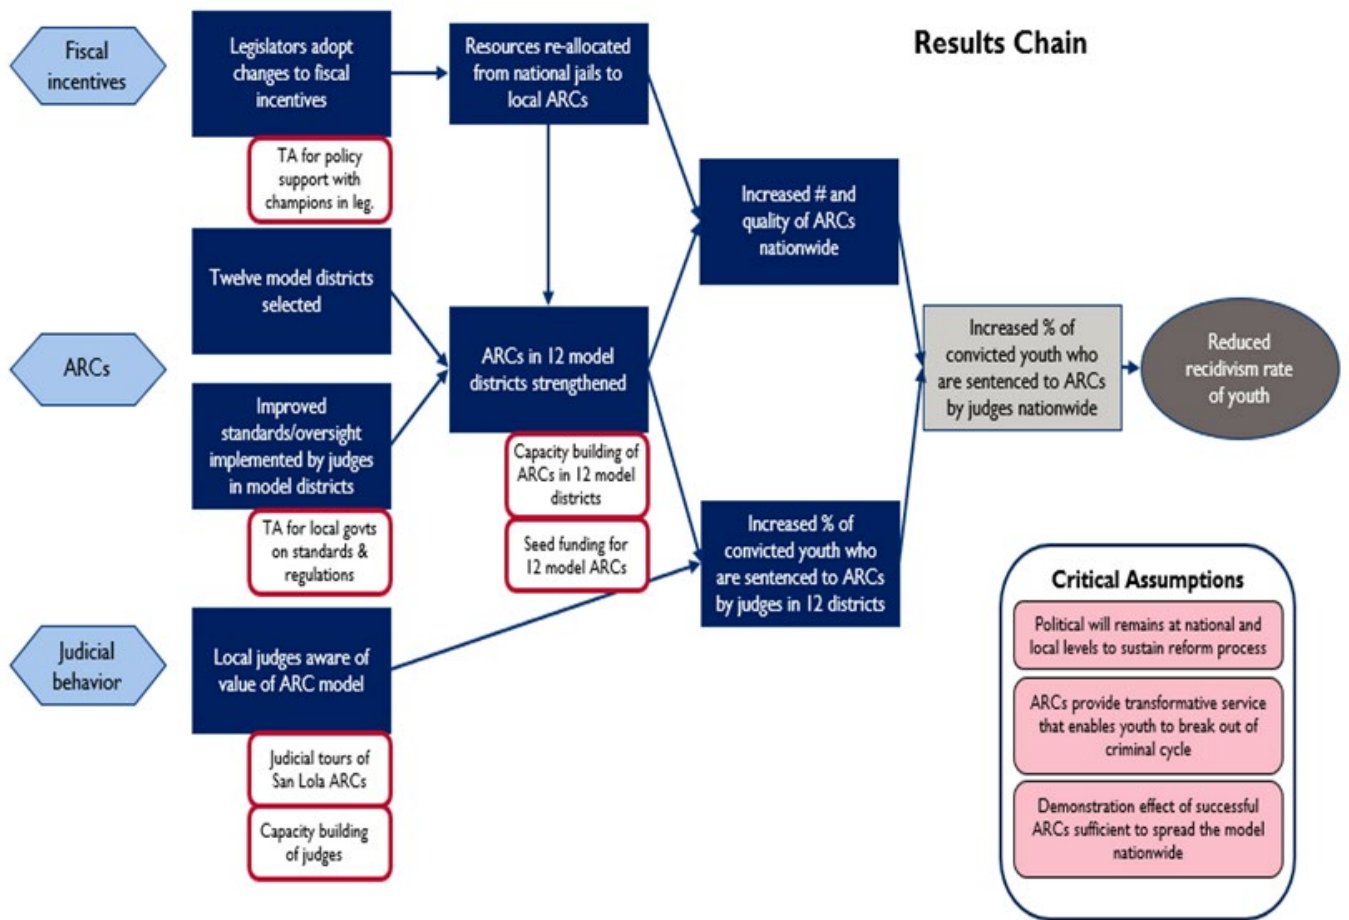 Results Chain
Fiscal
incentives
Legislators adopt
changes to fiscal
incentives
TA for policy
support with
champions in leg.
Resources re-allocated
from national jails to
local ARCs
Increased # and
quality of ARCs
nationwide
Twelve model districts
selected
ARCs
Improved
standards/oversight
implemented by judges
in model districts
TA for local govts
on standards &
regulations
ARCs in 12 model
districts strengthened
Capacity building of
ARCs in 12 model
districts
Seed funding for
12 model ARCs
Increased % of
convicted youth who
are sentenced to ARCs
by judges in 12 districts
Increased % of
convicted youth who
are sentenced to ARCs
by judges nationwide
Reduced
recidivism rate
of youth
Judicial
behavior
Local judges aware of
value of ARC model
Judicial tours of
San Lola ARCs
Capacity building
of judges
Critical Assumptions
Political will remains at national and
local levels to sustain reform process
ARCs provide transformative service
that enables youth to break out of
criminal cycle
Demonstration effect of successful
ARCs sufficient to spread the model
nationwide